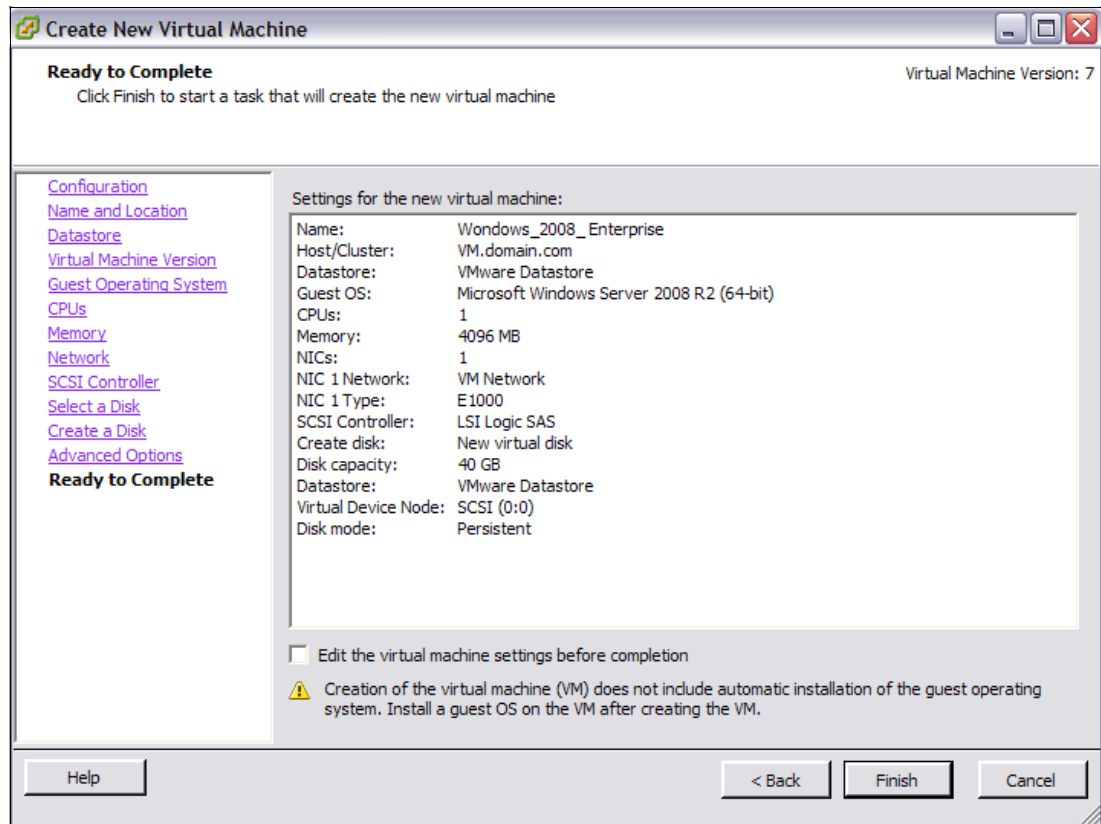 Create New Virtual Machine
Ready to Complete
Virtual Machine Version: 7
Click Finish to start a task that will create the new virtual machine
Configuration
Name and Location
Datastore
Virtual Machine Version
Guest Operating System
CPUs
Memory
Network
SCSI Controller
Select a Disk
Create a Disk
Advanced Options
Ready to Complete
Settings for the new virtual machine:
Name: Wondows_2008_ Enterprise
Host/Cluster: VM.domain.com
Datastore: VMware Datastore
Guest OS: Microsoft Windows Server 2008 R2 (64-bit)
CPUs: 1
Memory: 4096 MB
NICs: 1
NIC 1 Network: VM Network
NIC 1 Type: E1000
SCSI Controller: LSI Logic SAS
Create disk: New virtual disk
Disk capacity: 40 GB
Datastore: VMware Datastore
Virtual Device Node: SCSI (0:0)
Disk mode: Persistent
Edit the virtual machine settings before completion
Creation of the virtual machine (VM) does not include automatic installation of the guest operating
system. Install a guest OS on the VM after creating the VM.
Help
< Back
Finish
Cancel